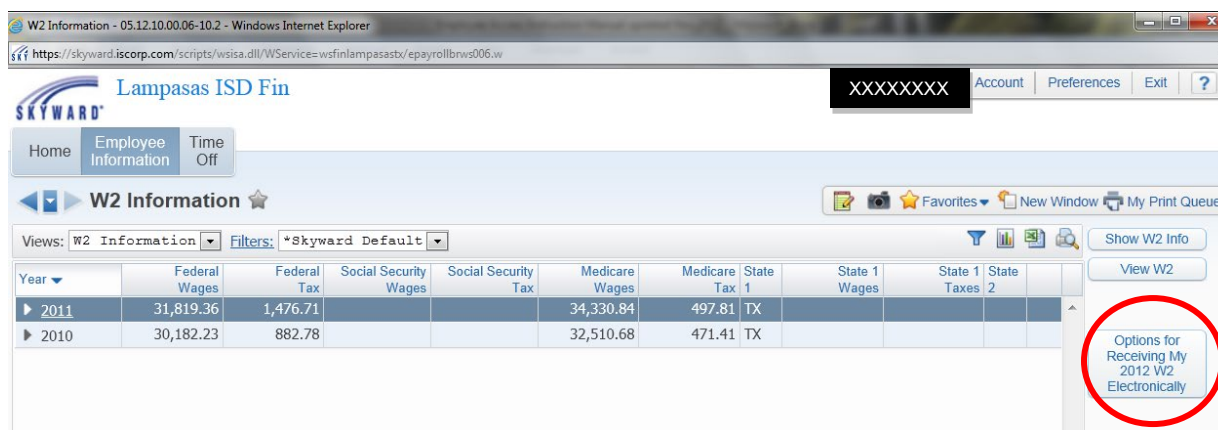 W2 Information - 05.12.10.00.06-10.2 - Windows Internet Explorer
https://skyward.iscorp.com/scripts/wsisa.dll/WService=wsfinlampasastx/epayrollbrws006.w
SKYWARD Lampasas ISD Fin XXXXXXXX Account Preferences Exit ?
Home Employee Information Time Off
W2 Information Favorites New Window My Print Queue
Views: W2 Information Filters: *Skyward Default Show W2 Info
View W2
Year Federal Wages Federal Tax Social Security Wages Social Security Tax Medicare Wages Medicare Tax State 1 State 1 Wages State 1 Taxes State 2
2011 31,819.36 1,476.71 34,330.84 497.81 TX
2010 30,182.23 882.78 32,510.68 471.41 TX
Options for
Receiving My
2012 W2
Electronically